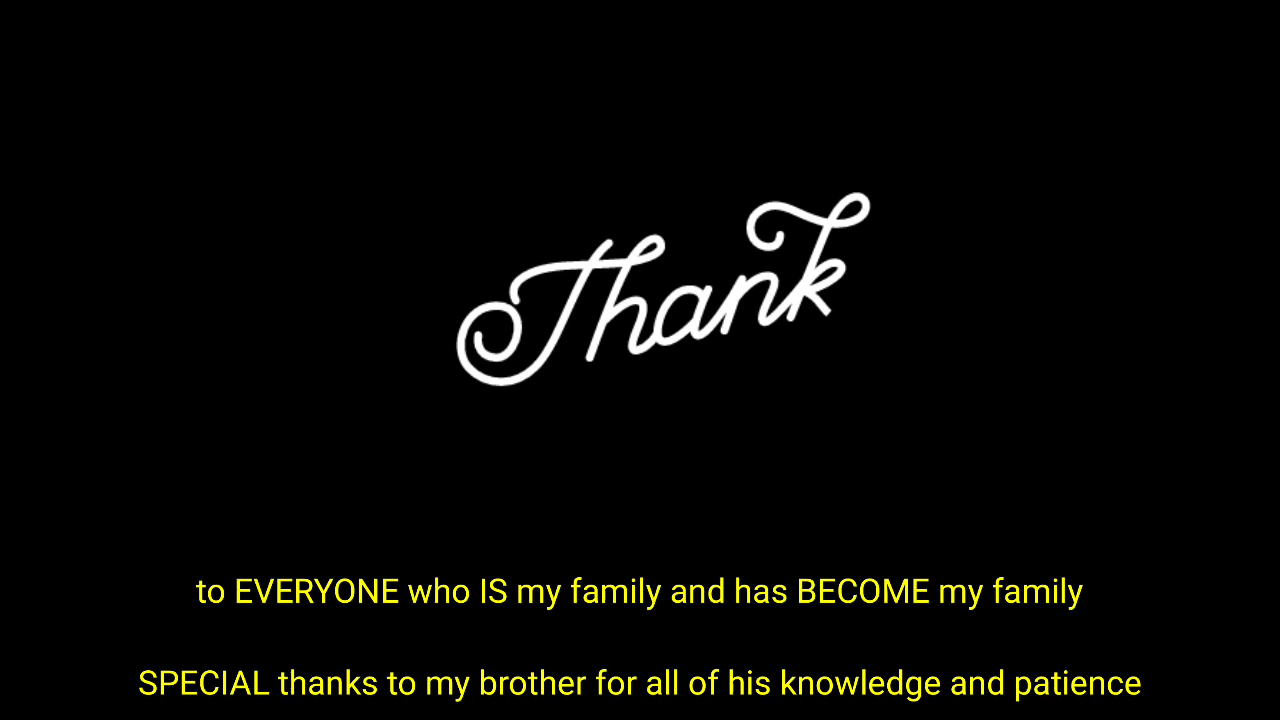 Thank
to EVERYONE who IS my family and has BECOME my family
SPECIAL thanks to my brother for all of his knowledge and patience